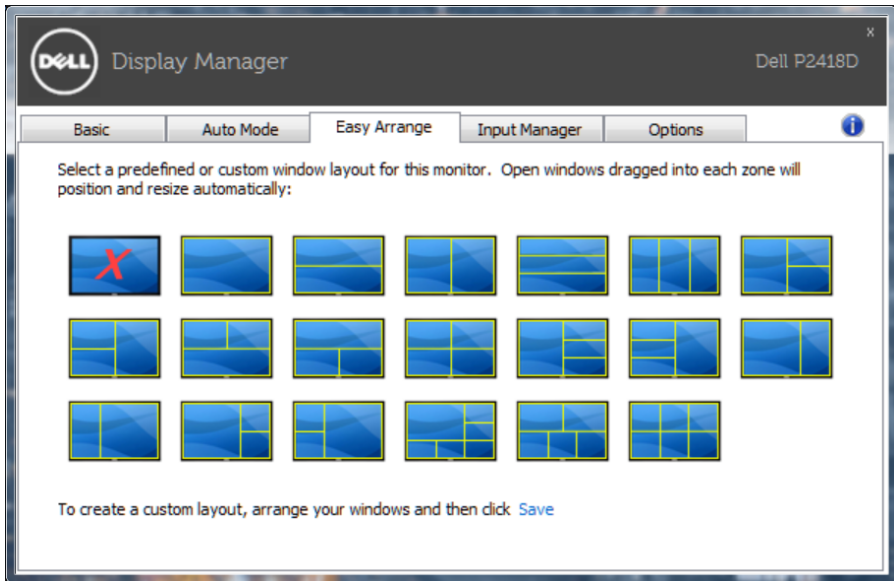 DELL
Display Manager
x
Dell P2418D
Basic
Auto Mode
Easy Arrange
Input Manager
Options
i
Select a predefined or custom window layout for this monitor. Open windows dragged into each zone will
position and resize automatically:
X
To create a custom layout, arrange your windows and then click Save